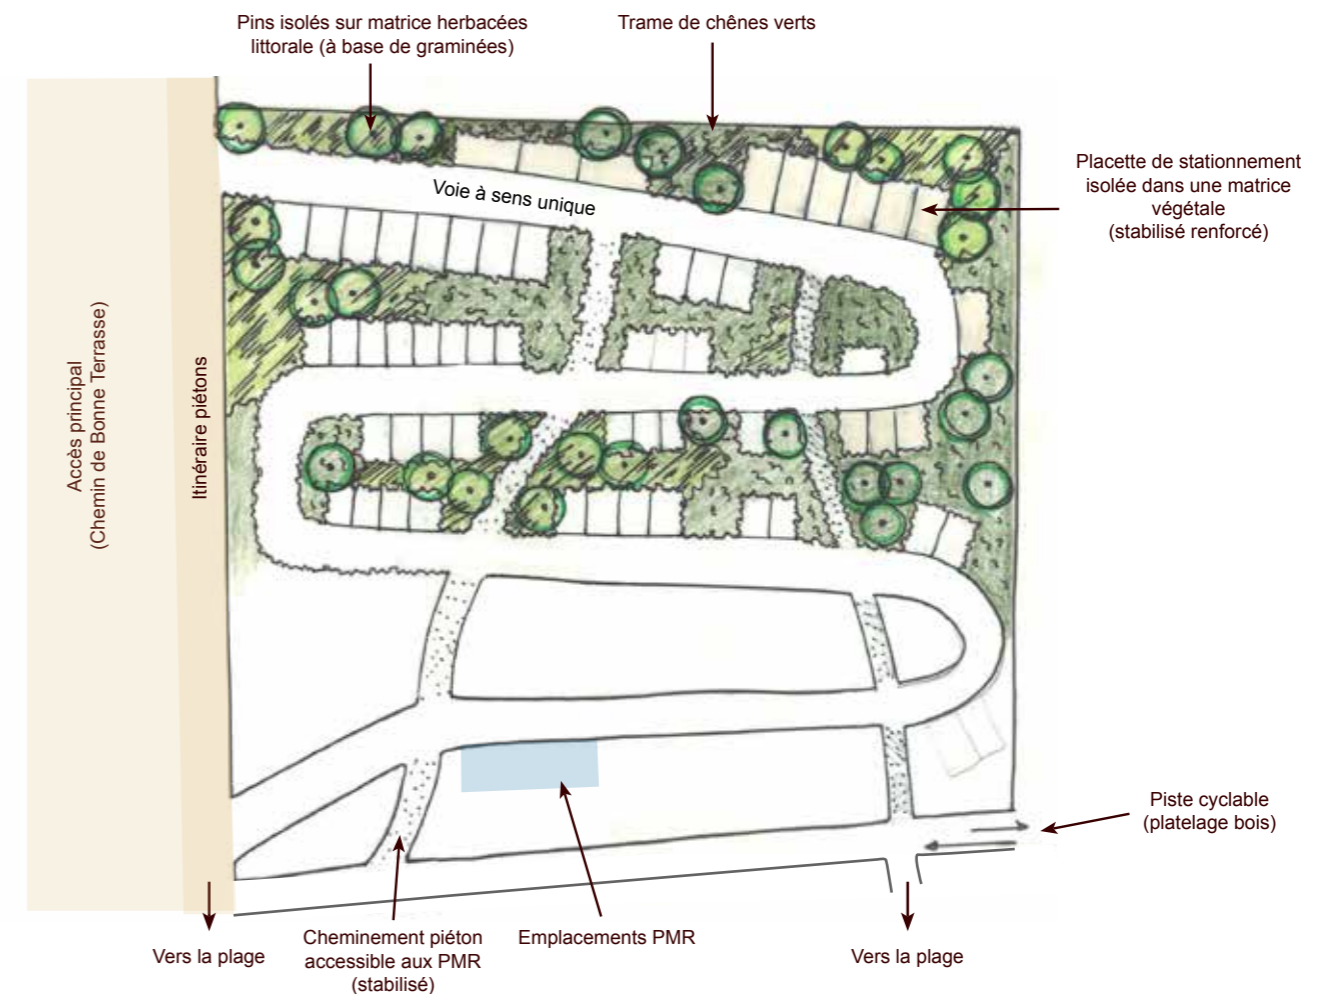 Pins isolés sur matrice herbacées
littorale (à base de graminées)
Trame de chênes verts
Placette de stationnement
isolée dans une matrice
végétale
(stabilisé renforcé)
Voie à sens unique
Accès principal
(Chemin de Bonne Terrasse)
Itinéraire piétons
Piste cyclable
(platelage bois)
Vers la plage
Cheminement piéton
accessible aux PMR
(stabilisé)
Emplacements PMR
Vers la plage